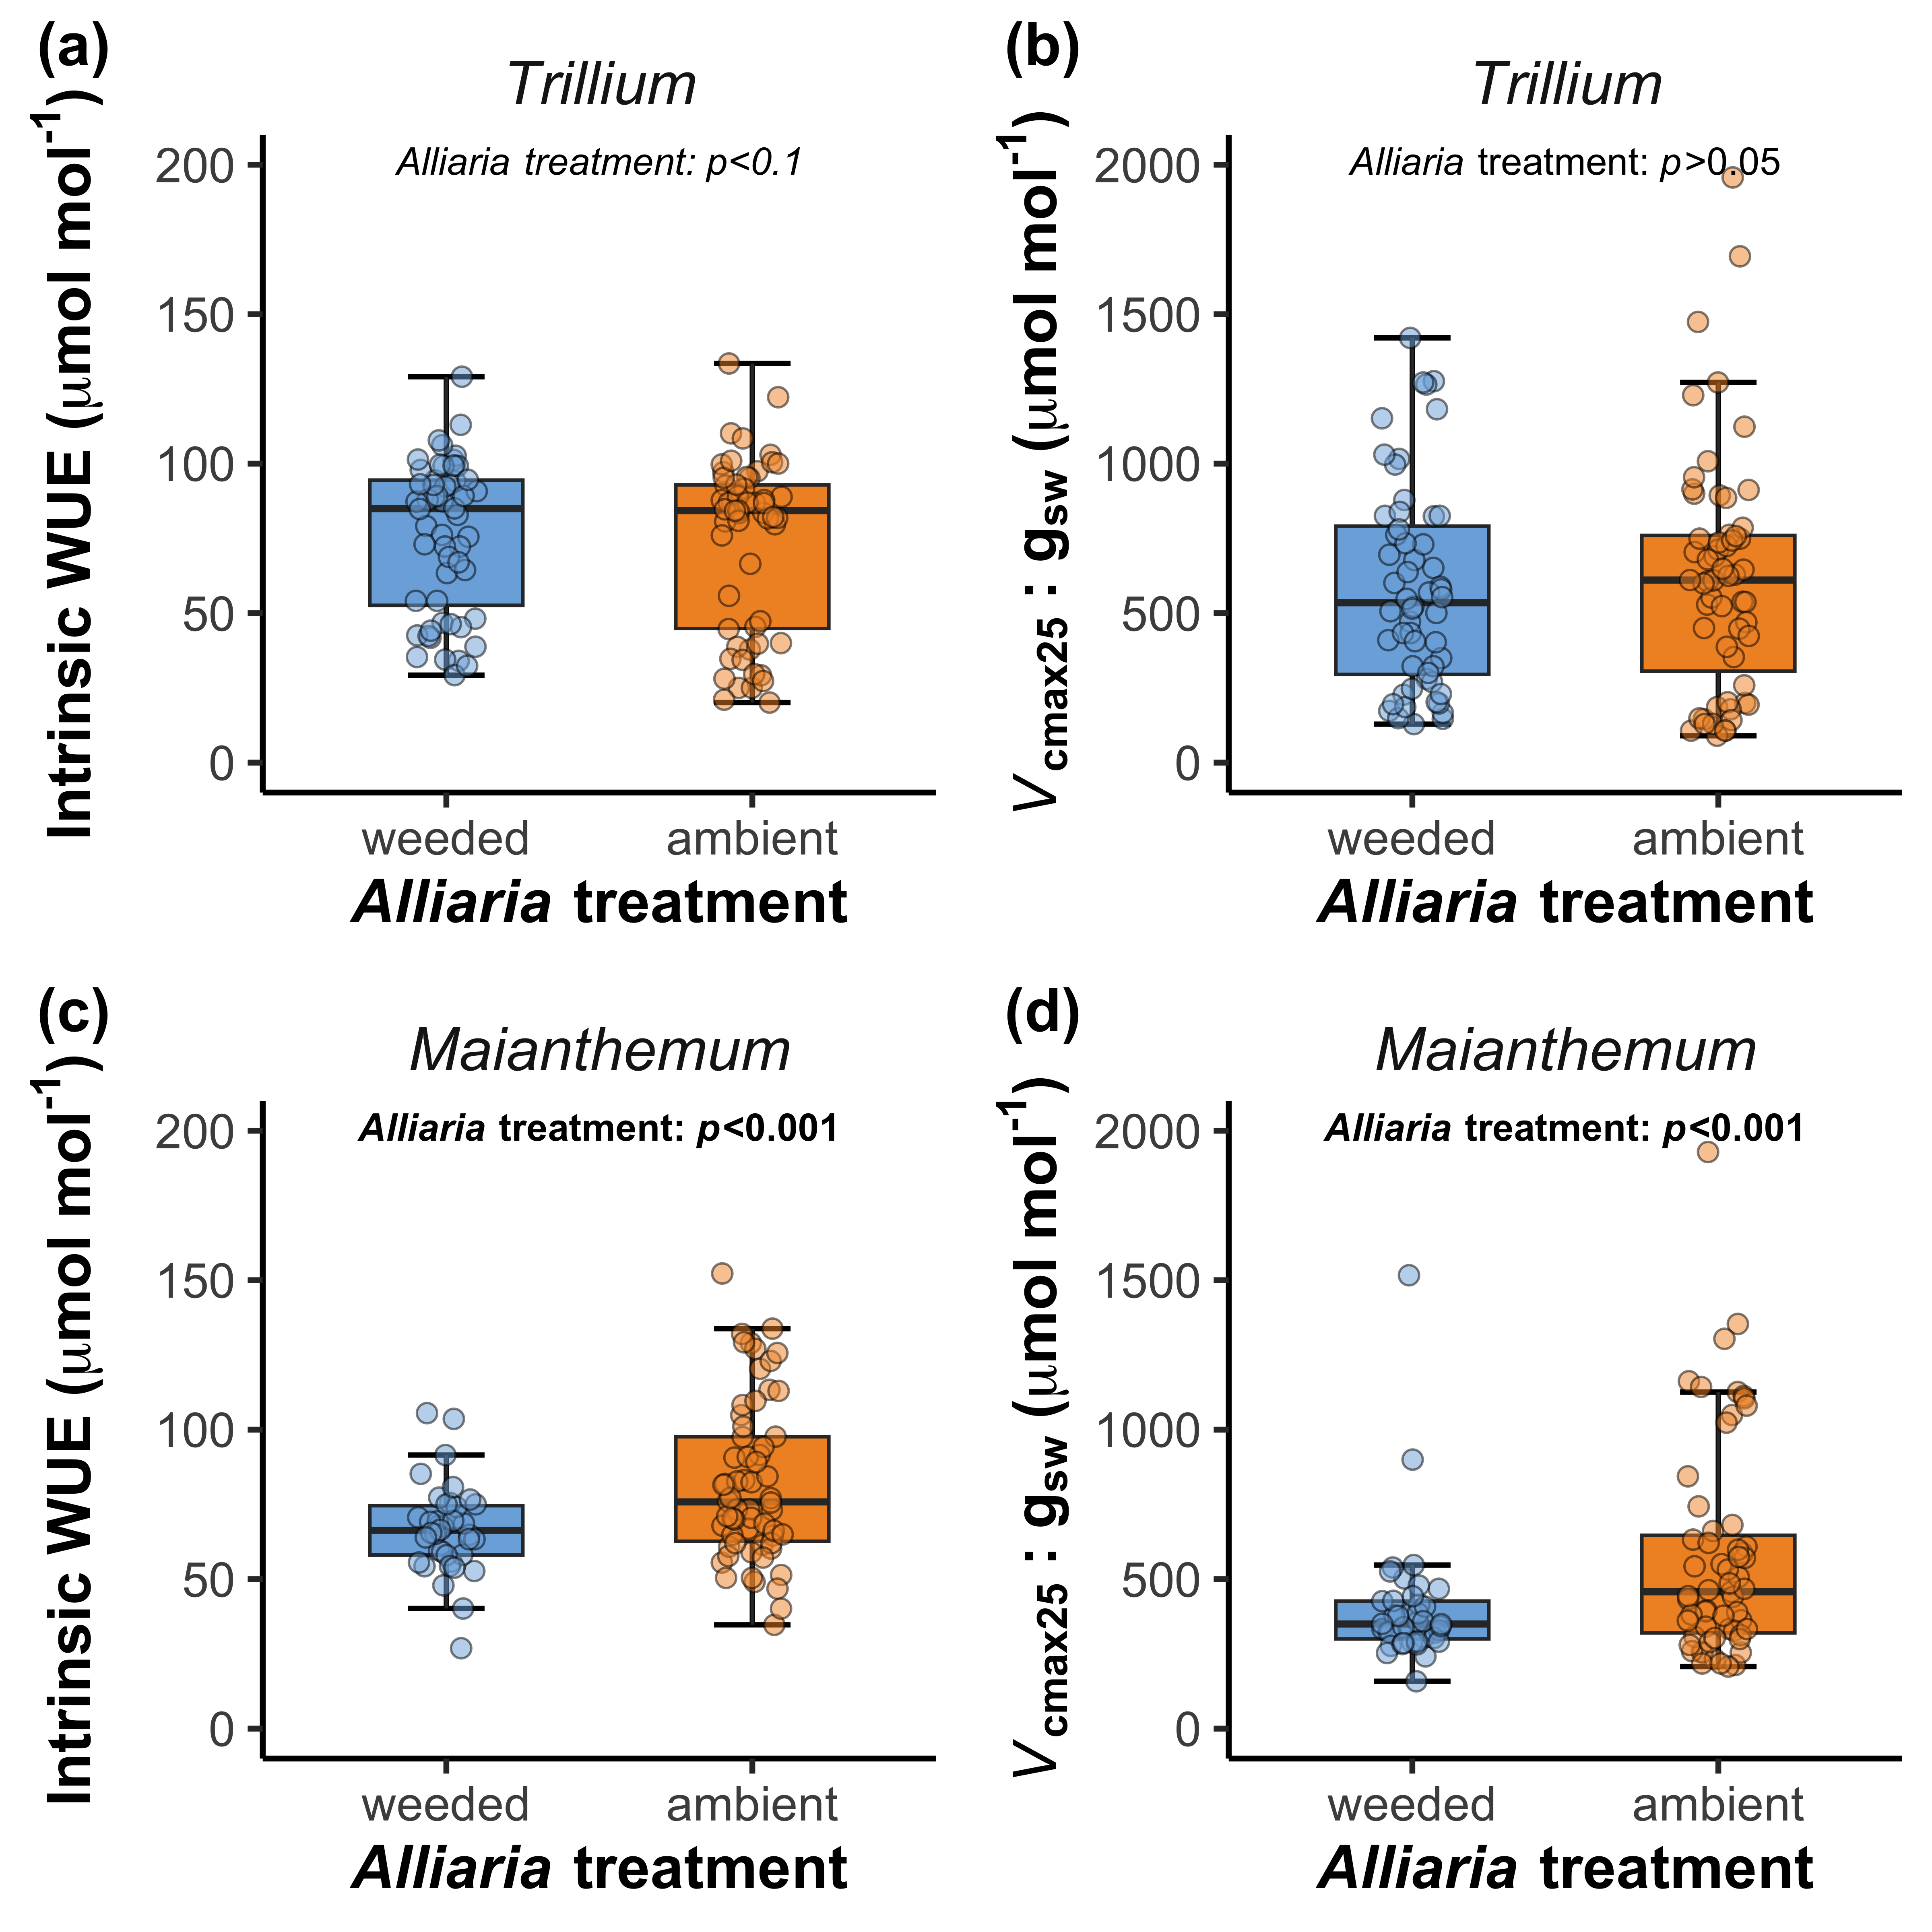 (a)
Trillium
Alliaria treatment: p<0.1
Intrinsic WUE (μmol mol⁻¹)
200
150
100
50
0
weeded ambient
Alliaria treatment
(b)
Trillium
Alliaria treatment: p>0.05
Vcmax25 : gsw (μmol mol⁻¹)
2000
1500
1000
500
0
weeded ambient
Alliaria treatment
(c)
Maianthemum
Alliaria treatment: p<0.001
Intrinsic WUE (μmol mol⁻¹)
200
150
100
50
0
weeded ambient
Alliaria treatment
(d)
Maianthemum
Alliaria treatment: p<0.001
Vcmax25 : gsw (μmol mol⁻¹)
2000
1500
1000
500
0
weeded ambient
Alliaria treatment